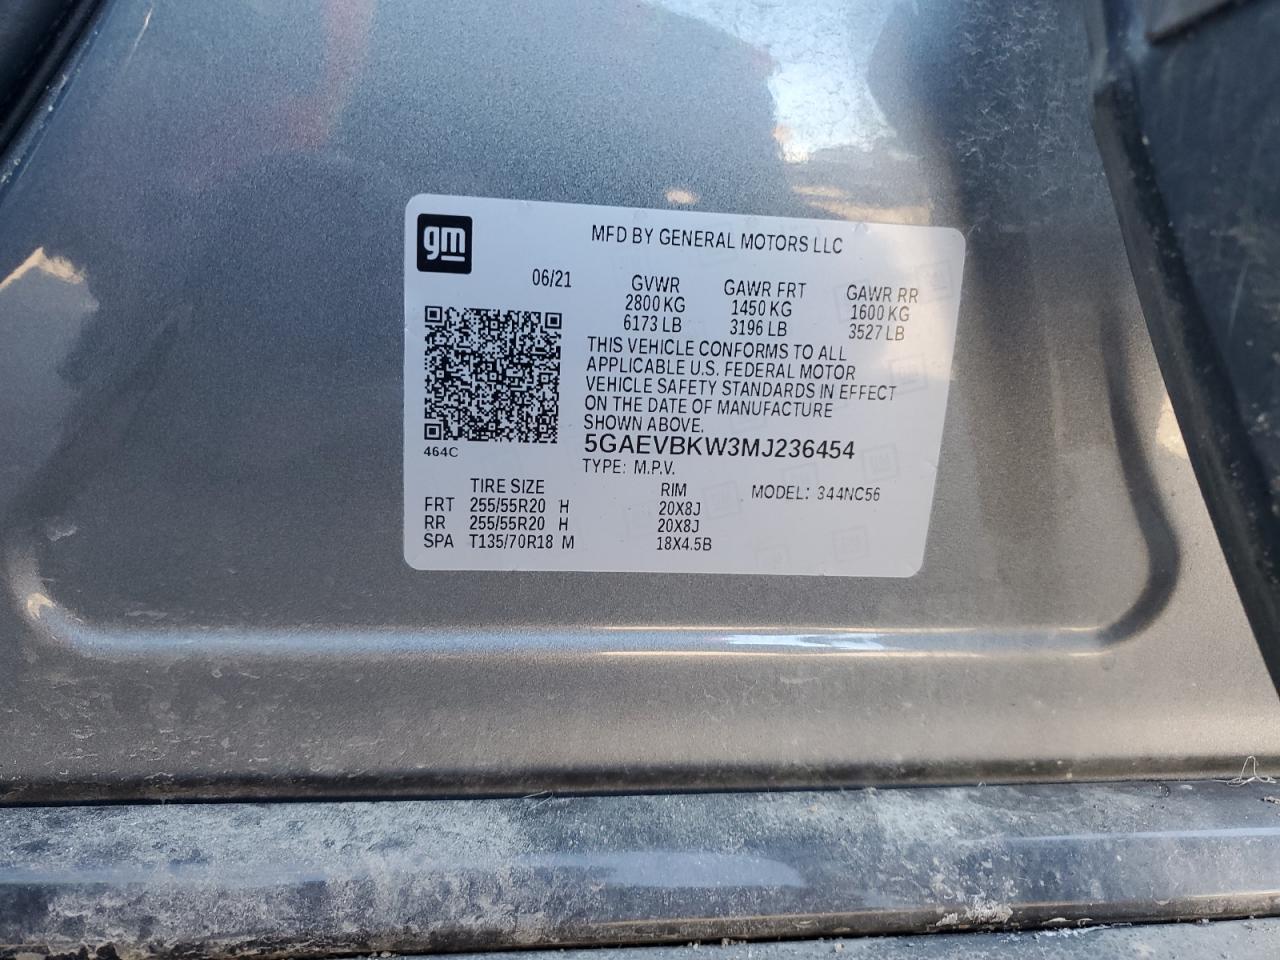 gm
MFD BY GENERAL MOTORS LLC
06/21 GVWR GAWR FRT GAWR RR
2800 KG 1450 KG 1600 KG
6173 LB 3196 LB 3527 LB
THIS VEHICLE CONFORMS TO ALL
APPLICABLE U.S. FEDERAL MOTOR
VEHICLE SAFETY STANDARDS IN EFFECT
ON THE DATE OF MANUFACTURE
SHOWN ABOVE.
464C
5GAEVBKW3MJ236454
TYPE: M.P.V.
TIRE SIZE RIM MODEL: 344NC56
FRT 255/55R20 H 20X8J
RR 255/55R20 H 20X8J
SPA T135/70R18 M 18X4.5B